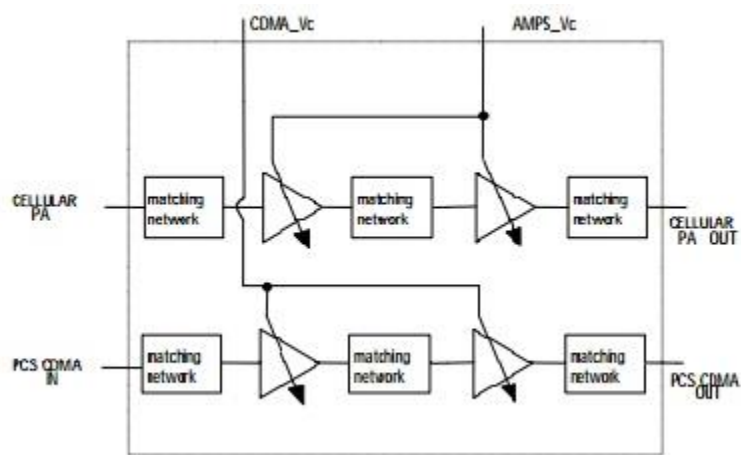 CDMA_Vc
AMPS_Vc
CELLULAR
PA
matching
network
matching
network
matching
network
CELLULAR
PA OUT
PCS CDMA
IN
matching
network
matching
network
matching
network
PCS CDMA
OUT